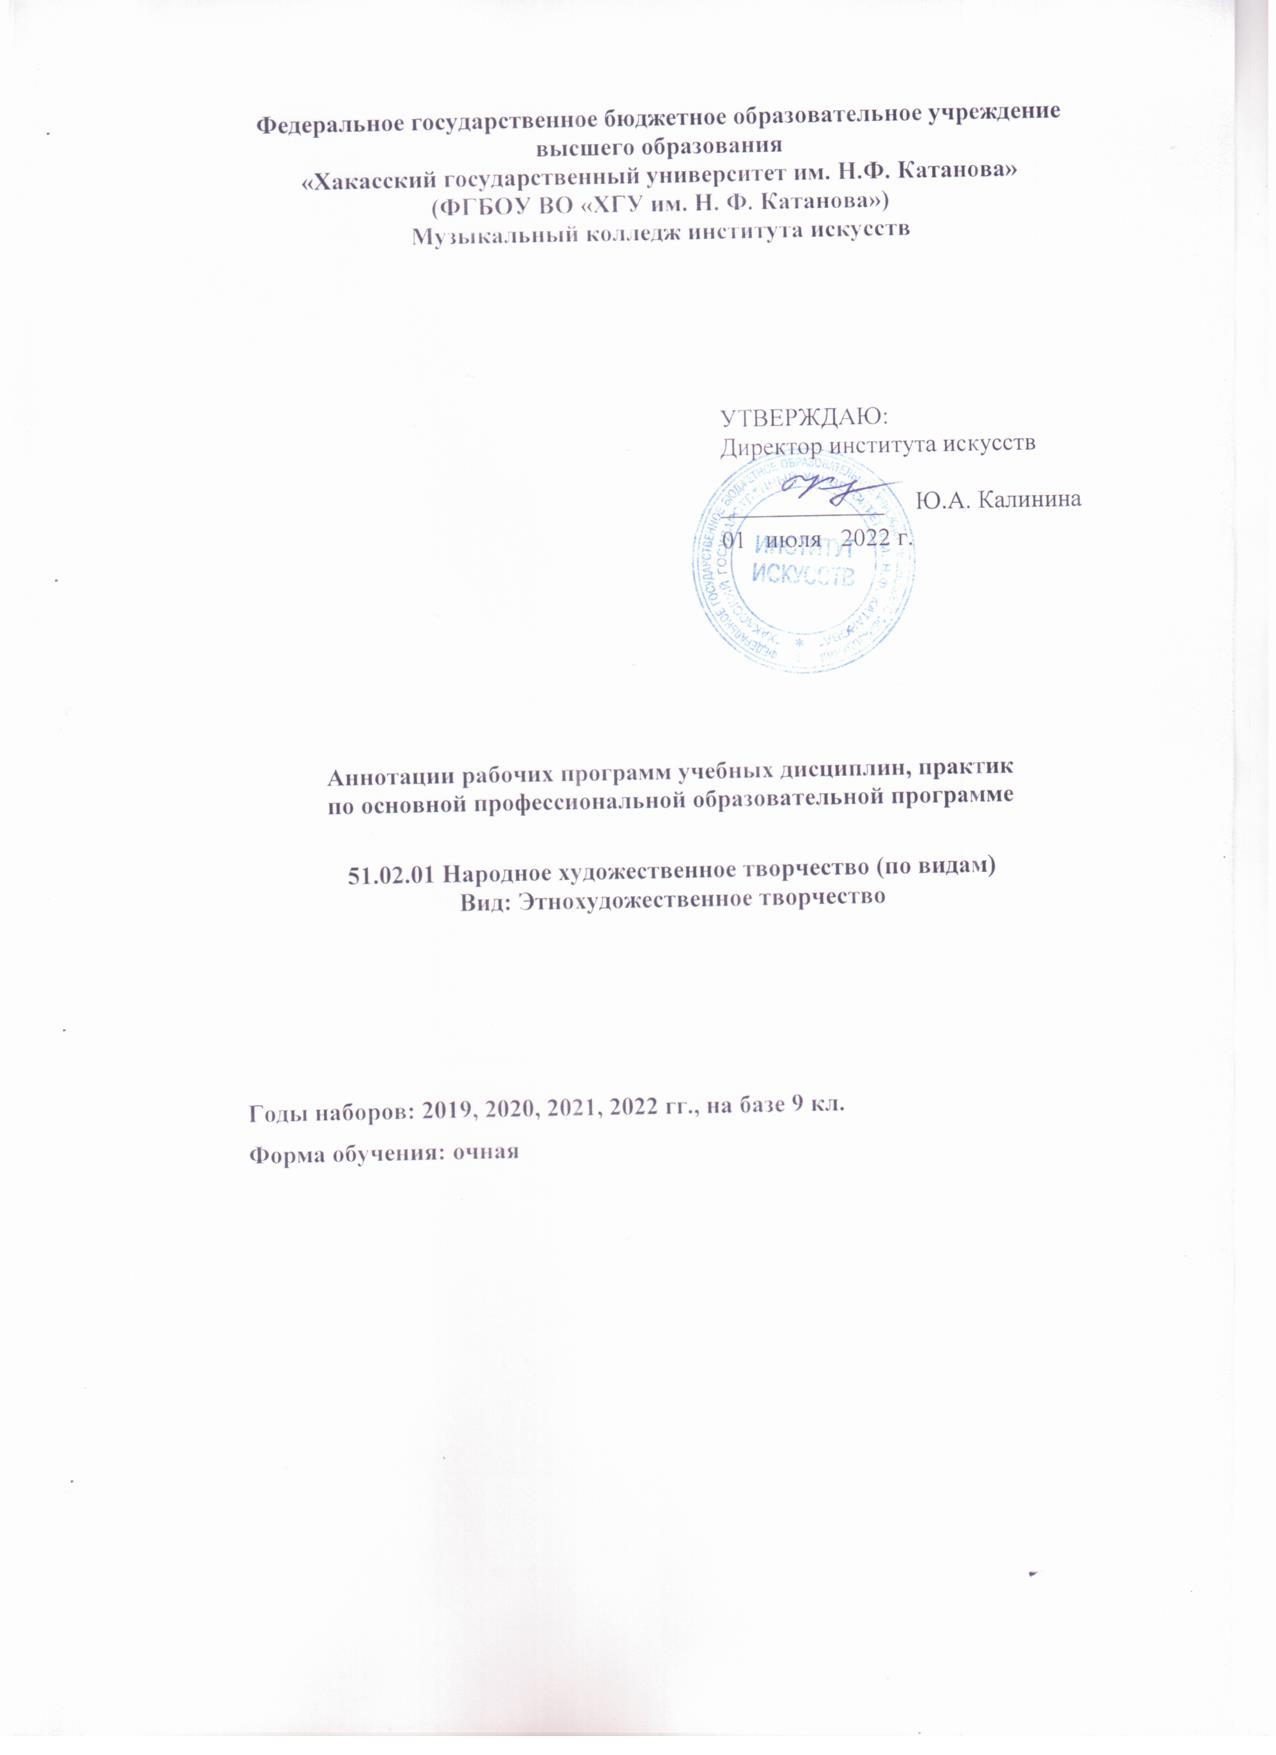 Федеральное государственное бюджетное образовательное учреждение
высшего образования
«Хакасский государственный университет им. Н.Ф. Катанова»
(ФГБОУ ВО «ХГУ им. Н. Ф. Катанова»)
Музыкальный колледж института искусств
УТВЕРЖДАЮ:
Директор института искусств
Ю.А. Калинина
01 июля 2022 г.
ИНСТИТУТ
ИСКУССТВ
Аннотации рабочих программ учебных дисциплин, практик
по основной профессиональной образовательной программе
51.02.01 Народное художественное творчество (по видам)
Вид: Этнохудожественное творчество
Годы наборов: 2019, 2020, 2021, 2022 гг., на базе 9 кл.
Форма обучения: очная